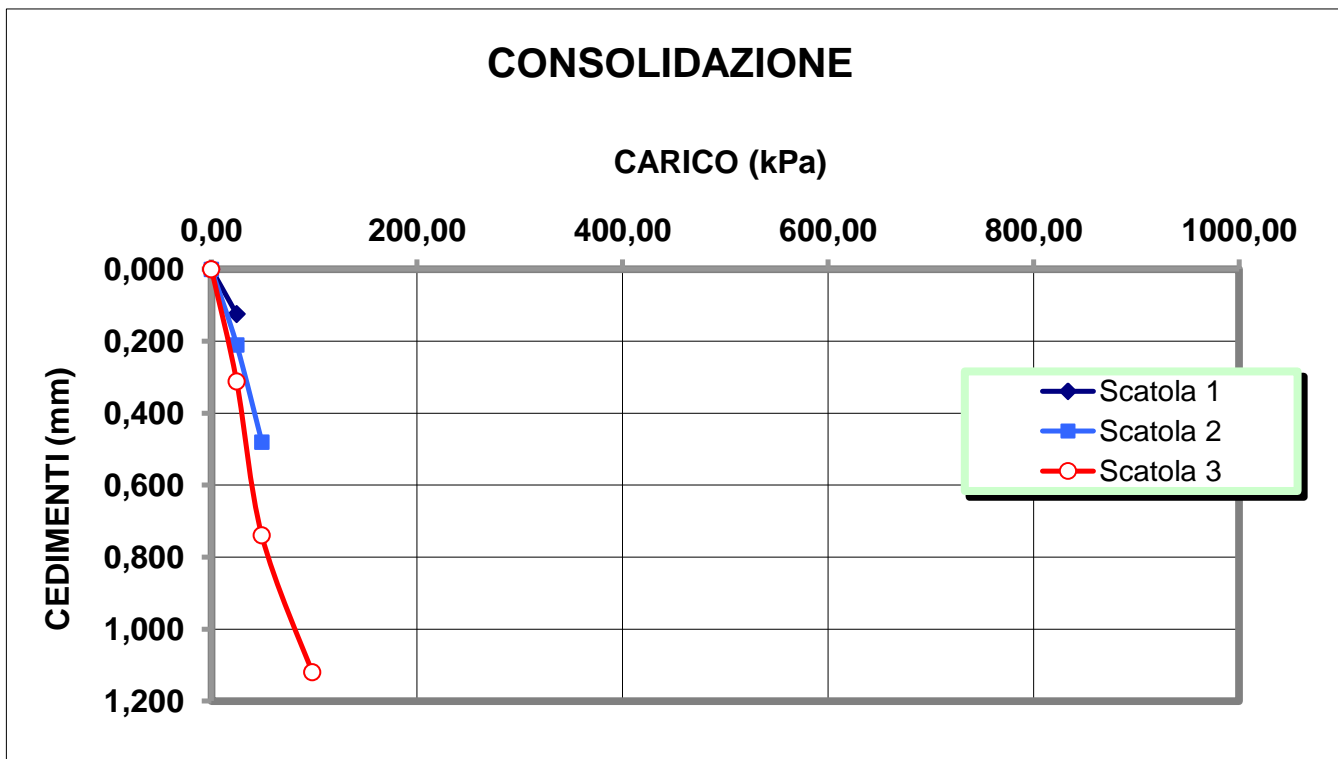 CONSOLIDAZIONE
CARICO (kPa)
0,00 200,00 400,00 600,00 800,00 1000,00
0,000
0,200
0,400
0,600
0,800
1,000
1,200
CEDIMENTI (mm)
Scatola 1
Scatola 2
Scatola 3